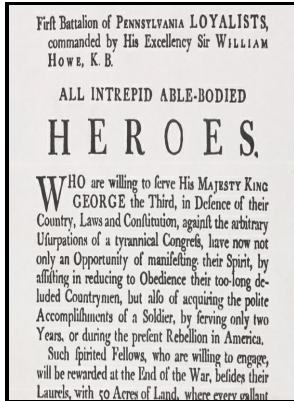 Firſt Battalion of PENNSYLVANIA LOYALISTS,
commanded by His Excellency Sir WILLIAM
HOWE, K. B.
ALL INTREPID ABLE-BODIED
HEROES.
WHO are willing to ſerve His MAJESTY KING
GEORGE the Third, in Defence of their
Country, Laws and Conſtitution, againſt the arbitrary
Uſurpations of a tyrannical Congreſs, have now not
only an Opportunity of manifeſting, their Spirit, by
aſſiſting in reducing to Obedience their too-long de-
luded Countrymen, but alſo of acquiring the polite
Accompliſhments of a Soldier, by ſerving only two
Years, or during the preſent Rebellion in America.
Such ſpirited Fellows, who are willing to engage,
will be rewarded at the End of the War, beſides their
Laurels, with 50 Acres of Land, where every gallant